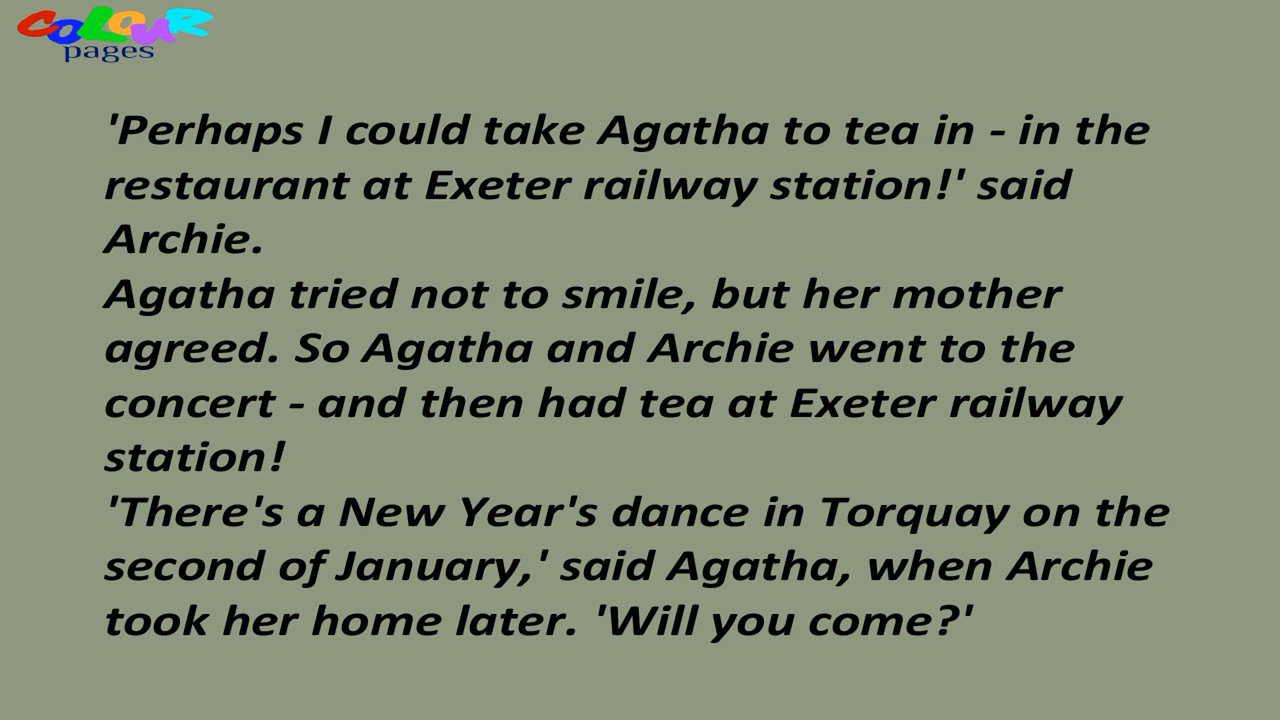 COLOUR
pages
'Perhaps I could take Agatha to tea in - in the
restaurant at Exeter railway station!' said
Archie.
Agatha tried not to smile, but her mother
agreed. So Agatha and Archie went to the
concert - and then had tea at Exeter railway
station!
'There's a New Year's dance in Torquay on the
second of January,' said Agatha, when Archie
took her home later. 'Will you come?'